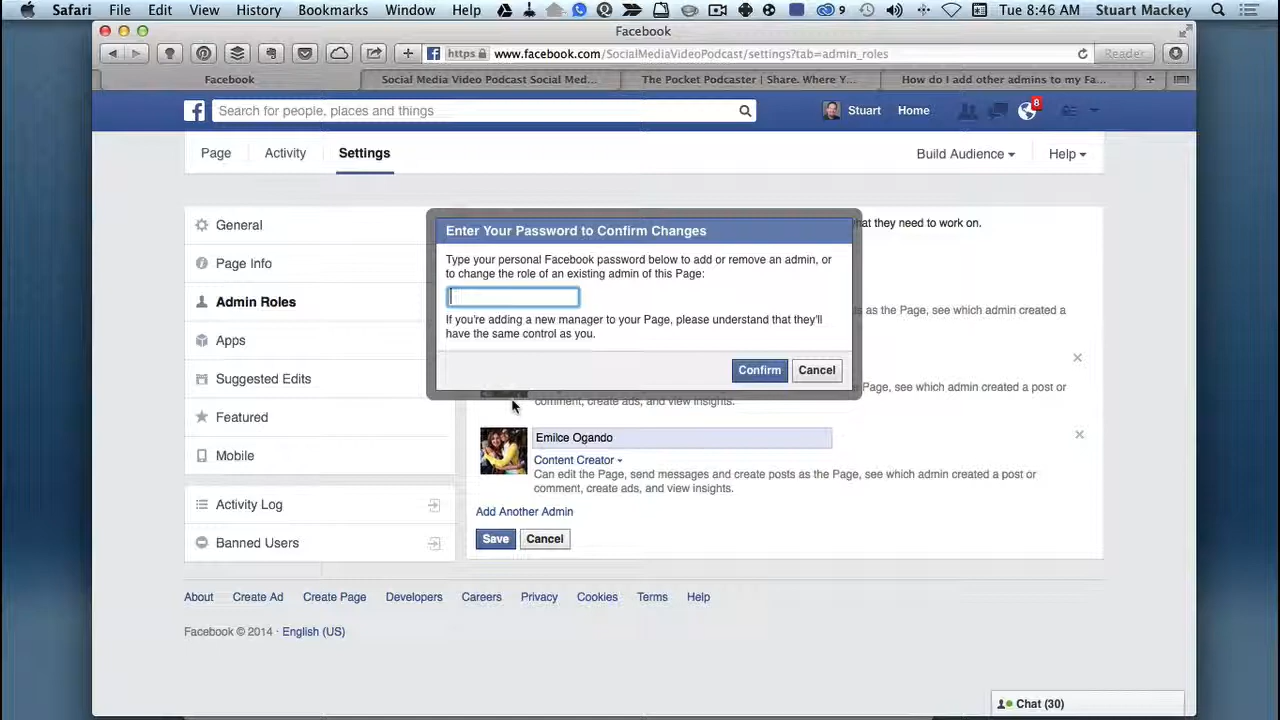 Safari File Edit View History Bookmarks Window Help 9 Tue 8:46 AM Stuart Mackey
Facebook
https www.facebook.com/SocialMediaVideoPodcast/settings?tab=admin_roles Reader
Facebook Social Media Video Podcast Social Med... The Pocket Podcaster | Share. Where Y... How do I add other admins to my Fa...
Search for people, places and things Stuart Home 8
Page Activity Settings Build Audience Help
General
Page Info
Admin Roles
Apps
Suggested Edits
Featured
Mobile
Activity Log
Banned Users
what they need to work on.
Enter Your Password to Confirm Changes
Type your personal Facebook password below to add or remove an admin, or
to change the role of an existing admin of this Page:
If you're adding a new manager to your Page, please understand that they'll
have the same control as you.
Confirm Cancel
as the Page, see which admin created a
the Page, see which admin created a post or
comment, create ads, and view insights.
Emilce Ogando
Content Creator
Can edit the Page, send messages and create posts as the Page, see which admin created a post or
comment, create ads, and view insights.
Add Another Admin
Save Cancel
About Create Ad Create Page Developers Careers Privacy Cookies Terms Help
Facebook © 2014 · English (US)
Chat (30)